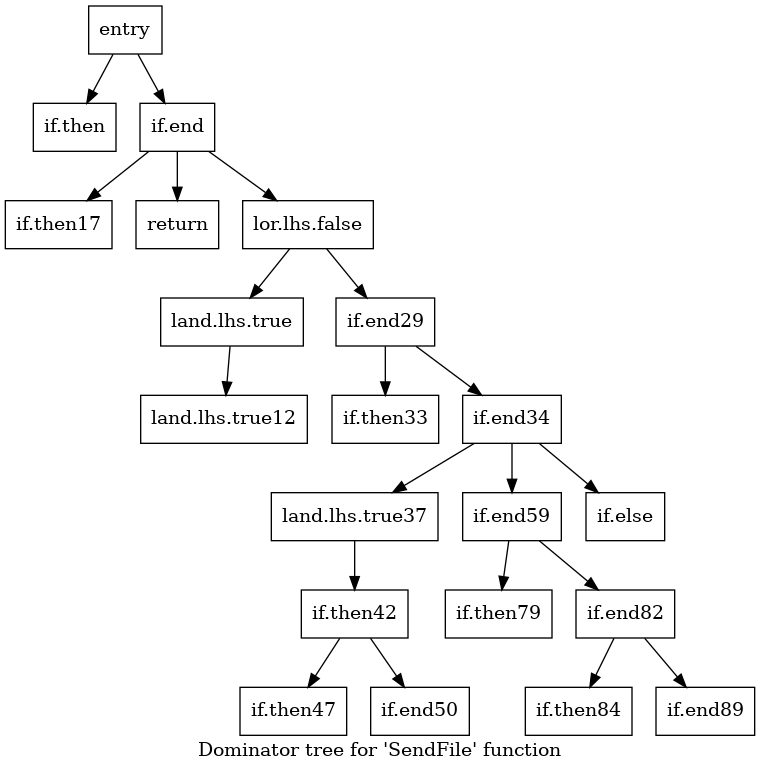 entry
if.then
if.end
if.then17
return
lor.lhs.false
land.lhs.true
if.end29
land.lhs.true12
if.then33
if.end34
land.lhs.true37
if.end59
if.else
if.then42
if.then79
if.end82
if.then47
if.end50
if.then84
if.end89
Dominator tree for 'SendFile' function